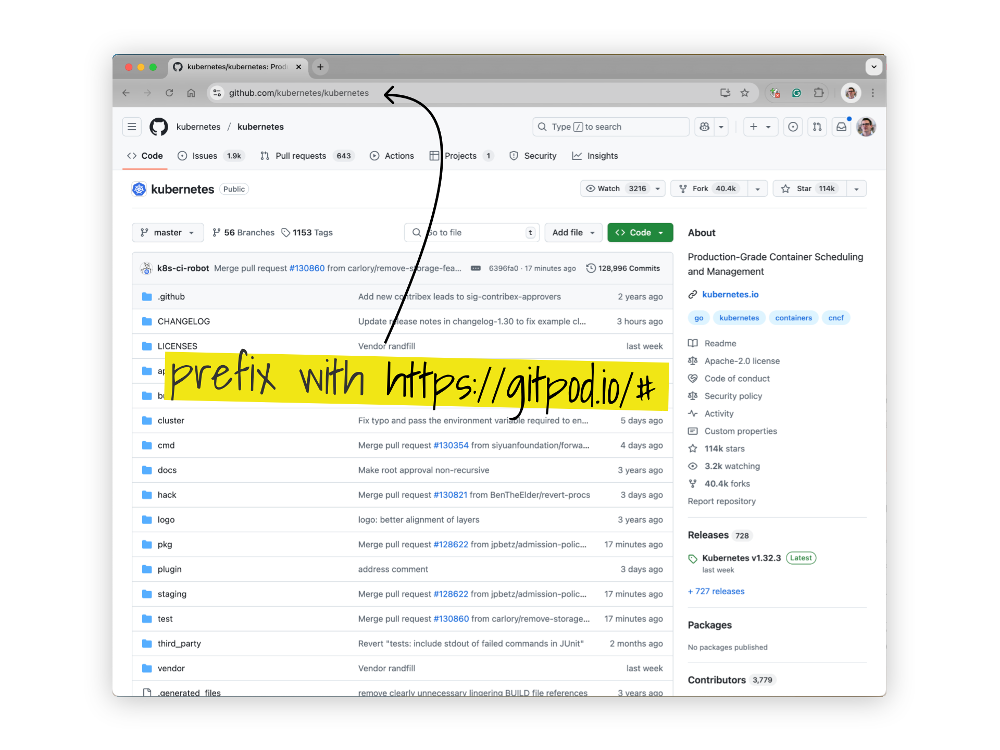 kubernetes/kubernetes: Prod
github.com/kubernetes/kubernetes
kubernetes / kubernetes
Type / to search
Code
Issues 1.9k
Pull requests 643
Actions
Projects 1
Security
Insights
kubernetes Public
Watch 3216
Fork 40.4k
Star 114k
master
56 Branches
1153 Tags
Go to file t
Add file
Code
k8s-ci-robot Merge pull request #130860 from carlory/remove-storage-fea... 6396fa0 · 17 minutes ago 128,996 Commits
.github Add new contribex leads to sig-contribex-approvers 2 years ago
CHANGELOG Update release notes in changelog-1.30 to fix example cl... 3 hours ago
LICENSES Vendor randfill last week
prefix with https://gitpod.io/#
cluster Fix typo and pass the environment variable required to en... 5 days ago
cmd Merge pull request #130354 from siyuanfoundation/forwa... 4 days ago
docs Make root approval non-recursive 3 years ago
hack Merge pull request #130821 from BenTheElder/revert-procs 3 days ago
logo logo: better alignment of layers 3 years ago
pkg Merge pull request #128622 from jpbetz/admission-polic... 17 minutes ago
plugin address comment 3 days ago
staging Merge pull request #128622 from jpbetz/admission-polic... 17 minutes ago
test Merge pull request #130860 from carlory/remove-storage... 17 minutes ago
third_party Revert "tests: include stdout of failed commands in JUnit" 2 months ago
vendor Vendor randfill last week
.generated_files remove clearly unnecessary lingering BUILD file references 3 years ago
About
Production-Grade Container Scheduling
and Management
kubernetes.io
go kubernetes containers cncf
Readme
Apache-2.0 license
Code of conduct
Security policy
Activity
Custom properties
114k stars
3.2k watching
40.4k forks
Report repository
Releases 728
Kubernetes v1.32.3 Latest
last week
+ 727 releases
Packages
No packages published
Contributors 3,779